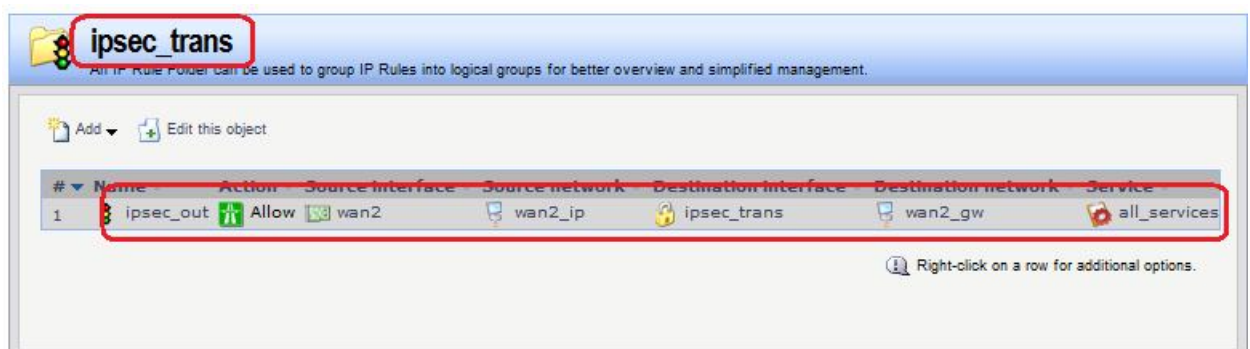 ipsec_trans
An IP Rule Folder can be used to group IP Rules into logical groups for better overview and simplified management.
Add Edit this object
# Name Action Source interface Source network Destination interface Destination network Service
1 ipsec_out Allow wan2 wan2_ip ipsec_trans wan2_gw all_services
Right-click on a row for additional options.